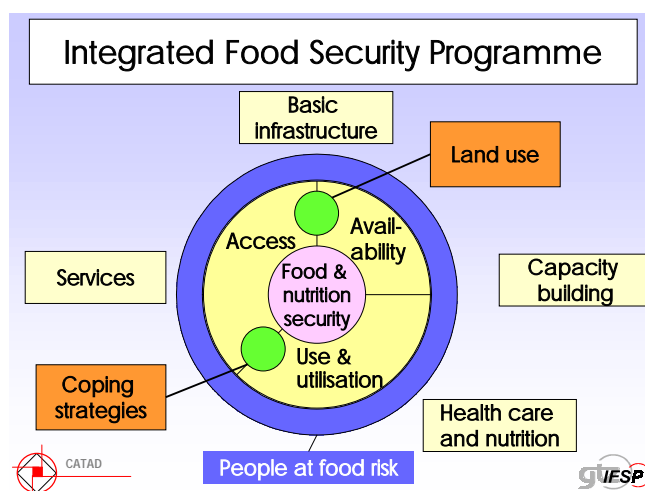 Integrated Food Security Programme
Basic
infrastructure
Land use
Avail-
ability
Access
Food &
nutrition
security
Services
Capacity
building
Use &
utilisation
Coping
strategies
Health care
and nutrition
People at food risk
CATAD
gtz
IFSP